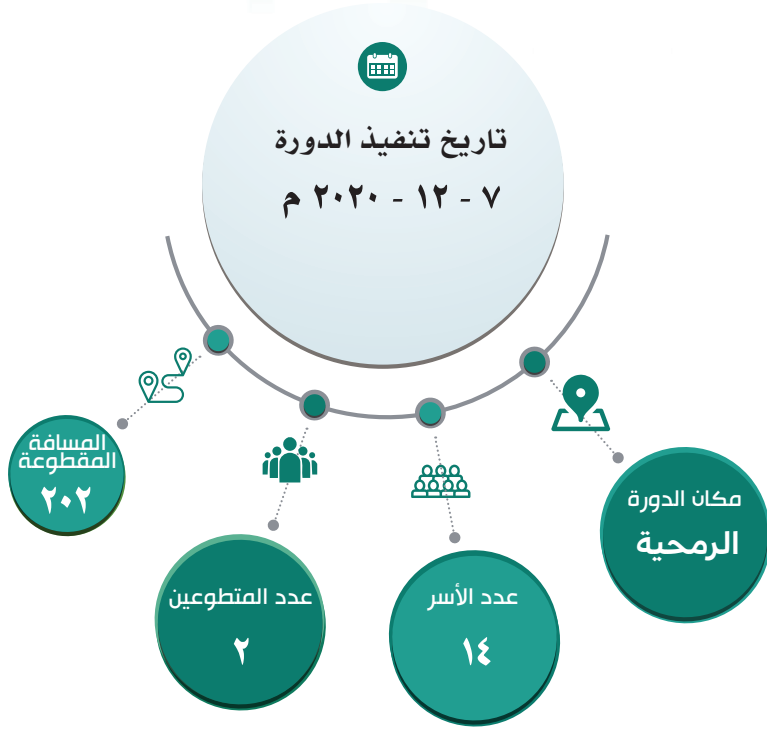 تاريخ تنفيذ الدورة
٧ - ١٢ - ٢٠٢٠ م
مكان الدورة
الرمحية
عدد الأسر
١٤
عدد المتطوعين
٢
المسافة
المقطوعة
٢٠٢